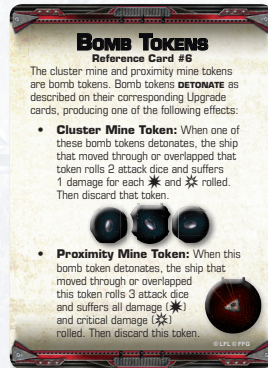 BOMB TOKENS
Reference Card #6
The cluster mine and proximity mine tokens
are bomb tokens. Bomb tokens DETONATE as
described on their corresponding Upgrade
cards, producing one of the following effects:
• Cluster Mine Token: When one of
these bomb tokens detonates, the ship
that moved through or overlapped that
token rolls 2 attack dice and suffers
1 damage for each and rolled.
Then discard that token.
• Proximity Mine Token: When this
bomb token detonates, the ship that
moved through or overlapped
this token rolls 3 attack dice
and suffers all damage ( )
and critical damage ( )
rolled. Then discard this token.
© LFL © FFG